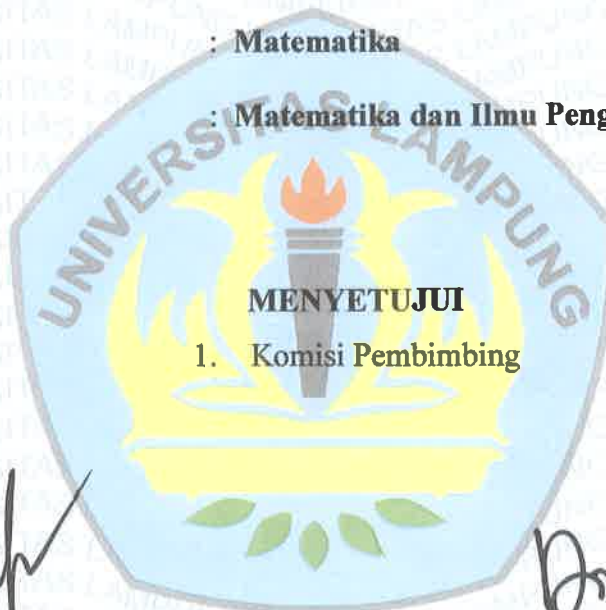 : Matematika
: Matematika dan Ilmu Peng
UNIVERSITAS LAMPUNG
MENYETUJUI
1. Komisi Pembimbing